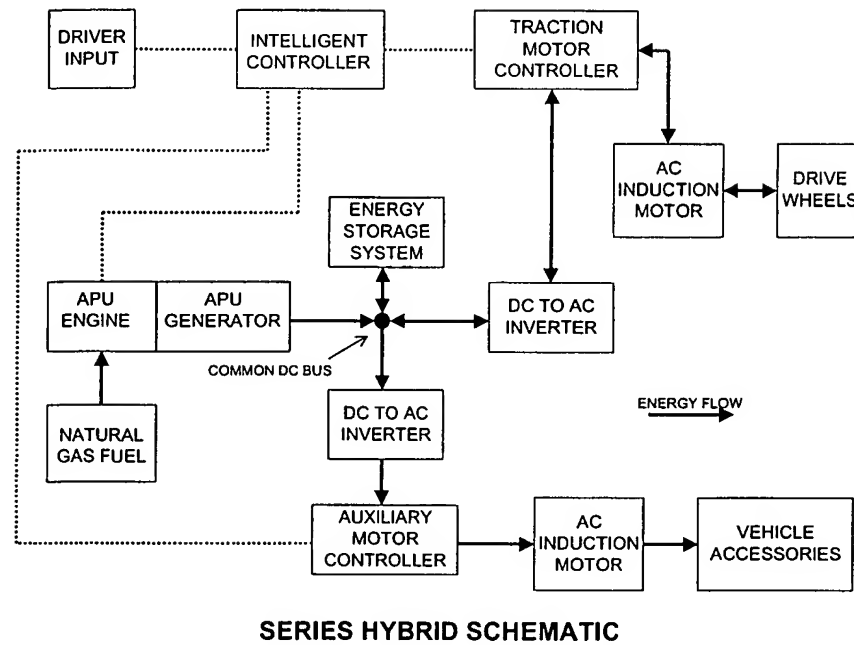 DRIVER
INPUT
INTELLIGENT
CONTROLLER
TRACTION
MOTOR
CONTROLLER
AC
INDUCTION
MOTOR
DRIVE
WHEELS
ENERGY
STORAGE
SYSTEM
APU
ENGINE
APU
GENERATOR
DC TO AC
INVERTER
COMMON DC BUS
NATURAL
GAS FUEL
DC TO AC
INVERTER
ENERGY FLOW
AUXILIARY
MOTOR
CONTROLLER
AC
INDUCTION
MOTOR
VEHICLE
ACCESSORIES
SERIES HYBRID SCHEMATIC